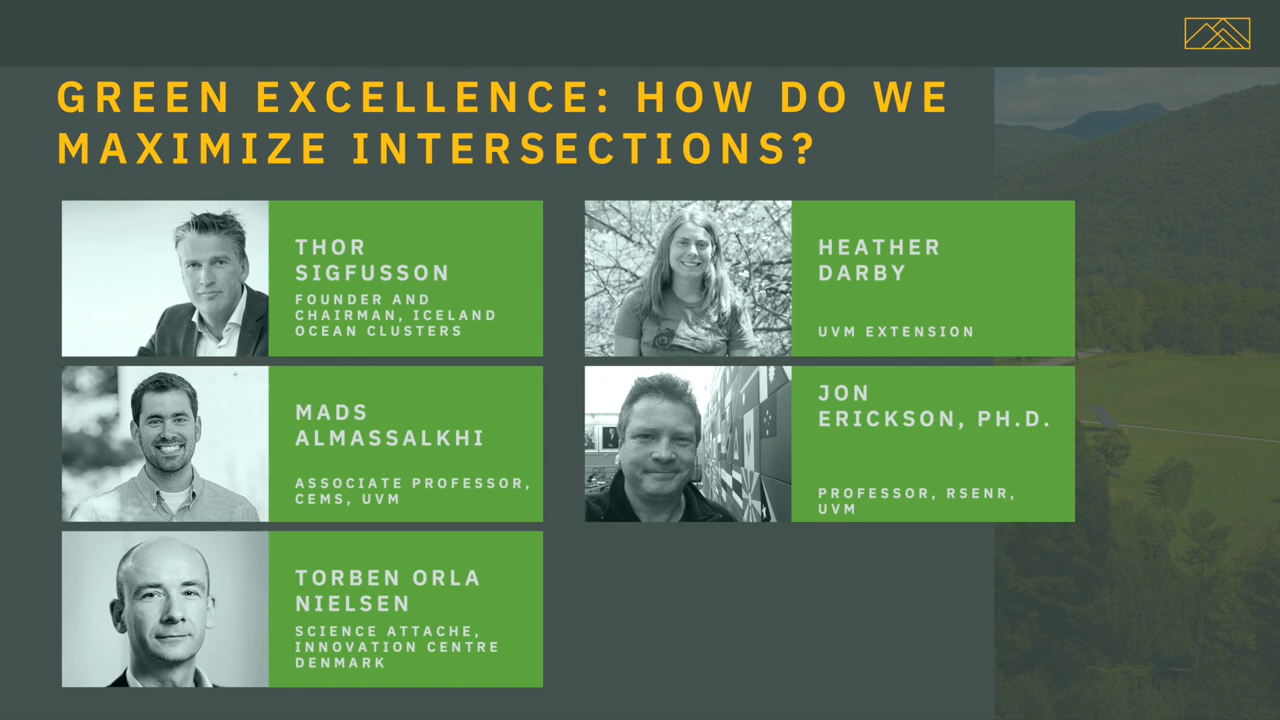 GREEN EXCELLENCE: HOW DO WE
MAXIMIZE INTERSECTIONS?
THOR
SIGFUSSON
FOUNDER AND
CHAIRMAN, ICELAND
OCEAN CLUSTERS
HEATHER
DARBY
UVM EXTENSION
MADS
ALMASSALKHI
ASSOCIATE PROFESSOR,
CEMS, UVM
JON
ERICKSON, PH.D.
PROFESSOR, RSENR,
UVM
TORBEN ORLA
NIELSEN
SCIENCE ATTACHE,
INNOVATION CENTRE
DENMARK